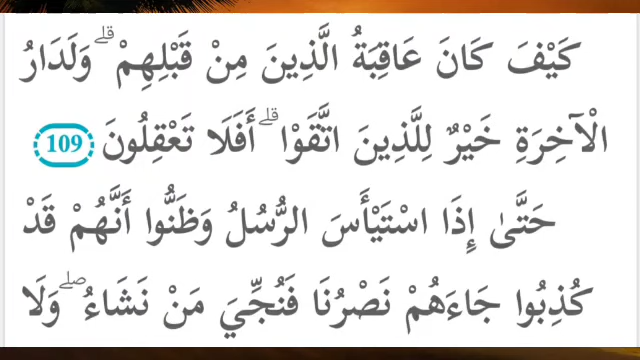 كَيْفَ كَانَ عَاقِبَةُ الَّذِينَ مِنْ قَبْلِهِمْ ۗ وَلَدَارُ
الْآخِرَةِ خَيْرٌ لِلَّذِينَ اتَّقَوْا ۗ أَفَلَا تَعْقِلُونَ 109
حَتَّىٰ إِذَا اسْتَيْأَسَ الرُّسُلُ وَظَنُّوا أَنَّهُمْ قَدْ
كُذِبُوا جَاءَهُمْ نَصْرُنَا فَنُجِّيَ مَنْ نَشَاءُ ۖ وَلَا